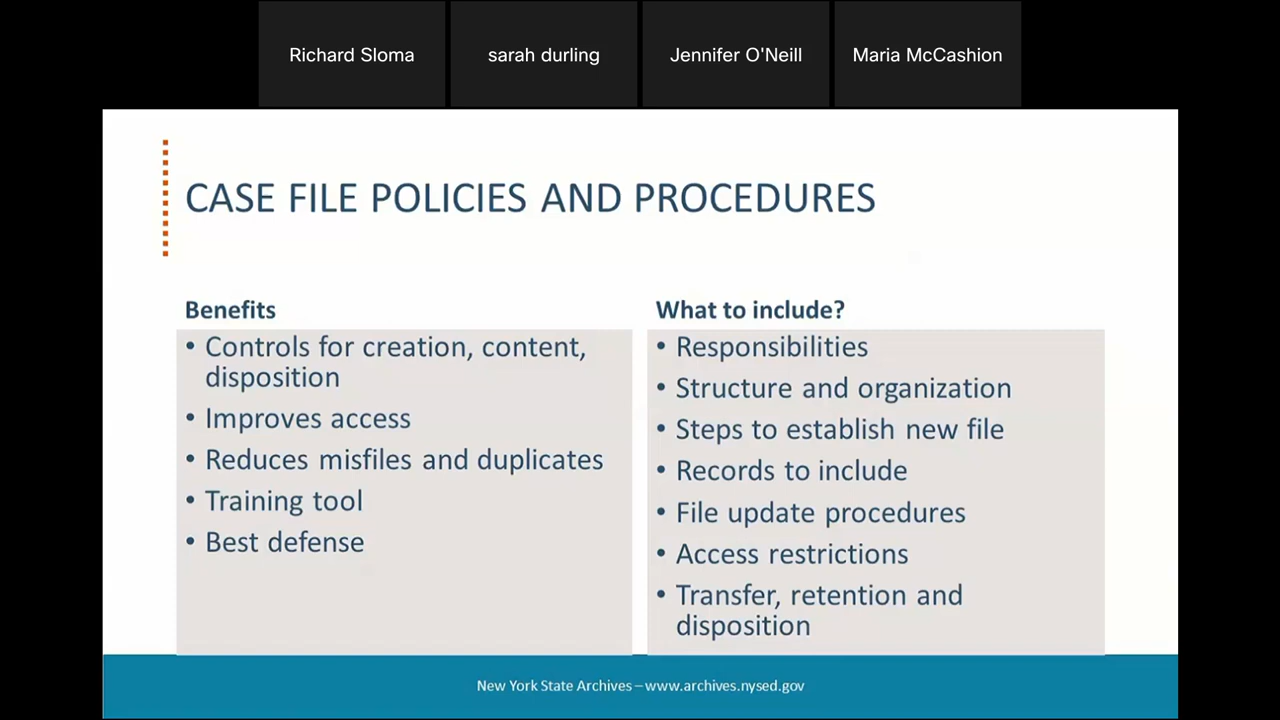 Richard Sloma
sarah durling
Jennifer O'Neill
Maria McCashion
CASE FILE POLICIES AND PROCEDURES
Benefits
• Controls for creation, content,
disposition
• Improves access
• Reduces misfiles and duplicates
• Training tool
• Best defense
What to include?
• Responsibilities
• Structure and organization
• Steps to establish new file
• Records to include
• File update procedures
• Access restrictions
• Transfer, retention and
disposition
New York State Archives – www.archives.nysed.gov